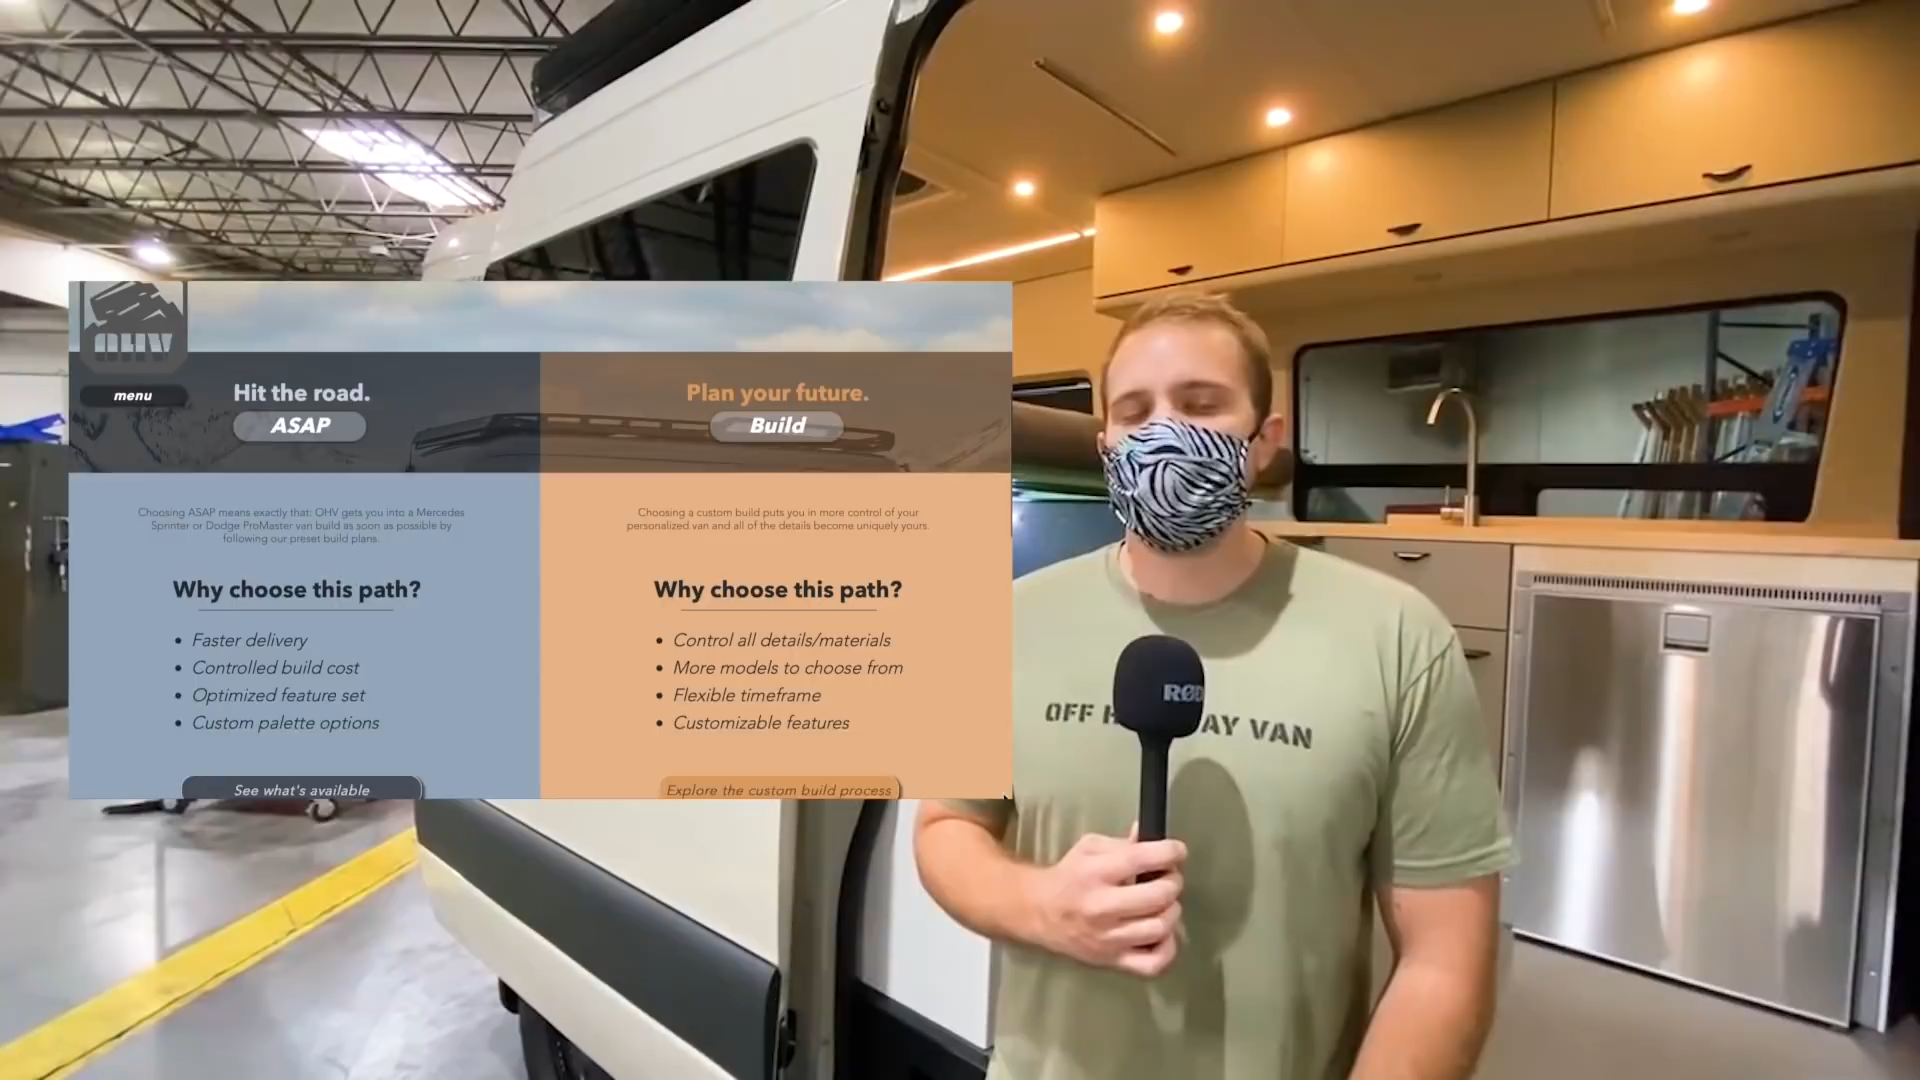 OHV
menu
Hit the road.
ASAP
Choosing ASAP means exactly that: OHV gets you into a Mercedes
Sprinter or Dodge ProMaster van build as soon as possible by
following our preset build plans.
Why choose this path?
• Faster delivery
• Controlled build cost
• Optimized feature set
• Custom palette options
See what's available
Plan your future.
Build
Choosing a custom build puts you in more control of your
personalized van and all of the details become uniquely yours.
Why choose this path?
• Control all details/materials
• More models to choose from
• Flexible timeframe
• Customizable features
Explore the custom build process
RØD
OFF H AY VAN